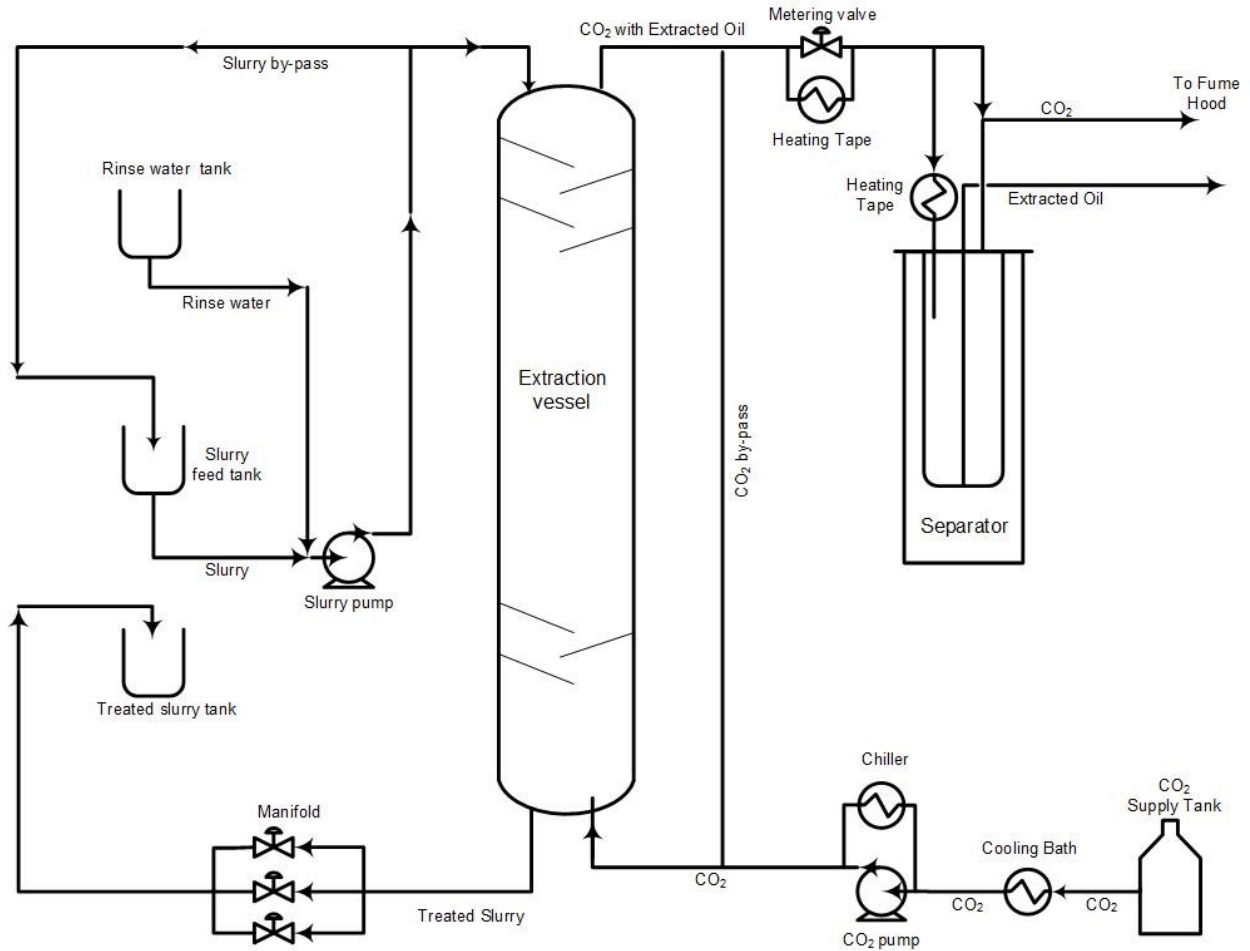 Metering valve
CO₂ with Extracted Oil
Slurry by-pass
To Fume
Hood
CO₂
Heating Tape
Rinse water tank
Heating
Tape
Extracted Oil
Rinse water
Extraction
vessel
CO₂ by-pass
Slurry
feed tank
Separator
Slurry
Slurry pump
Treated slurry tank
Chiller
CO₂
Supply Tank
Manifold
Cooling Bath
CO₂
CO₂
CO₂
Treated Slurry
CO₂ pump